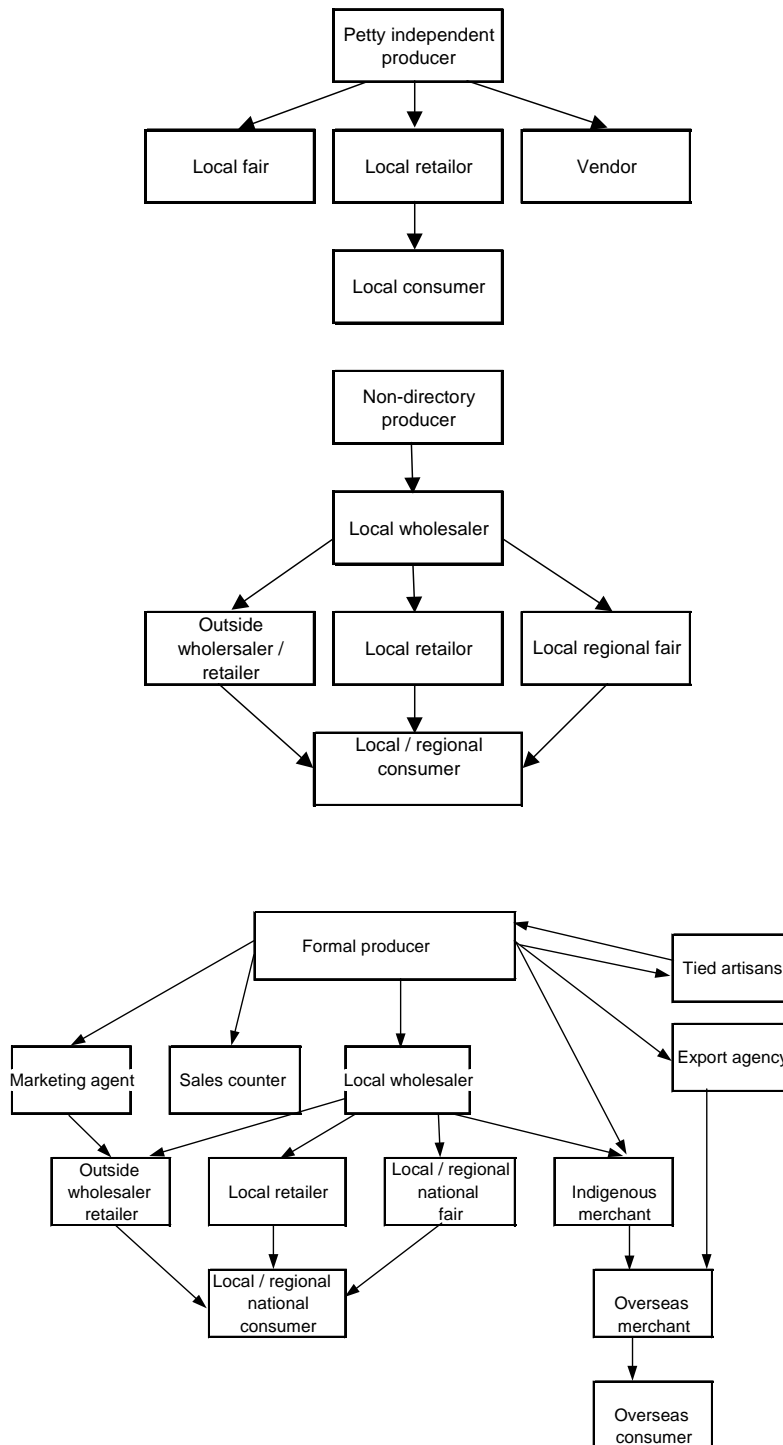 Petty independent
producer
Local fair
Local retailor
Vendor
Local consumer
Non-directory
producer
Local wholesaler
Outside
wholersaler /
retailer
Local retailor
Local regional fair
Local / regional
consumer
Formal producer
Tied artisans
Marketing agent
Sales counter
Local wholesaler
Export agency
Outside
wholesaler
retailer
Local retailer
Local / regional
national
fair
Indigenous
merchant
Local / regional
national
consumer
Overseas
merchant
Overseas
consumer